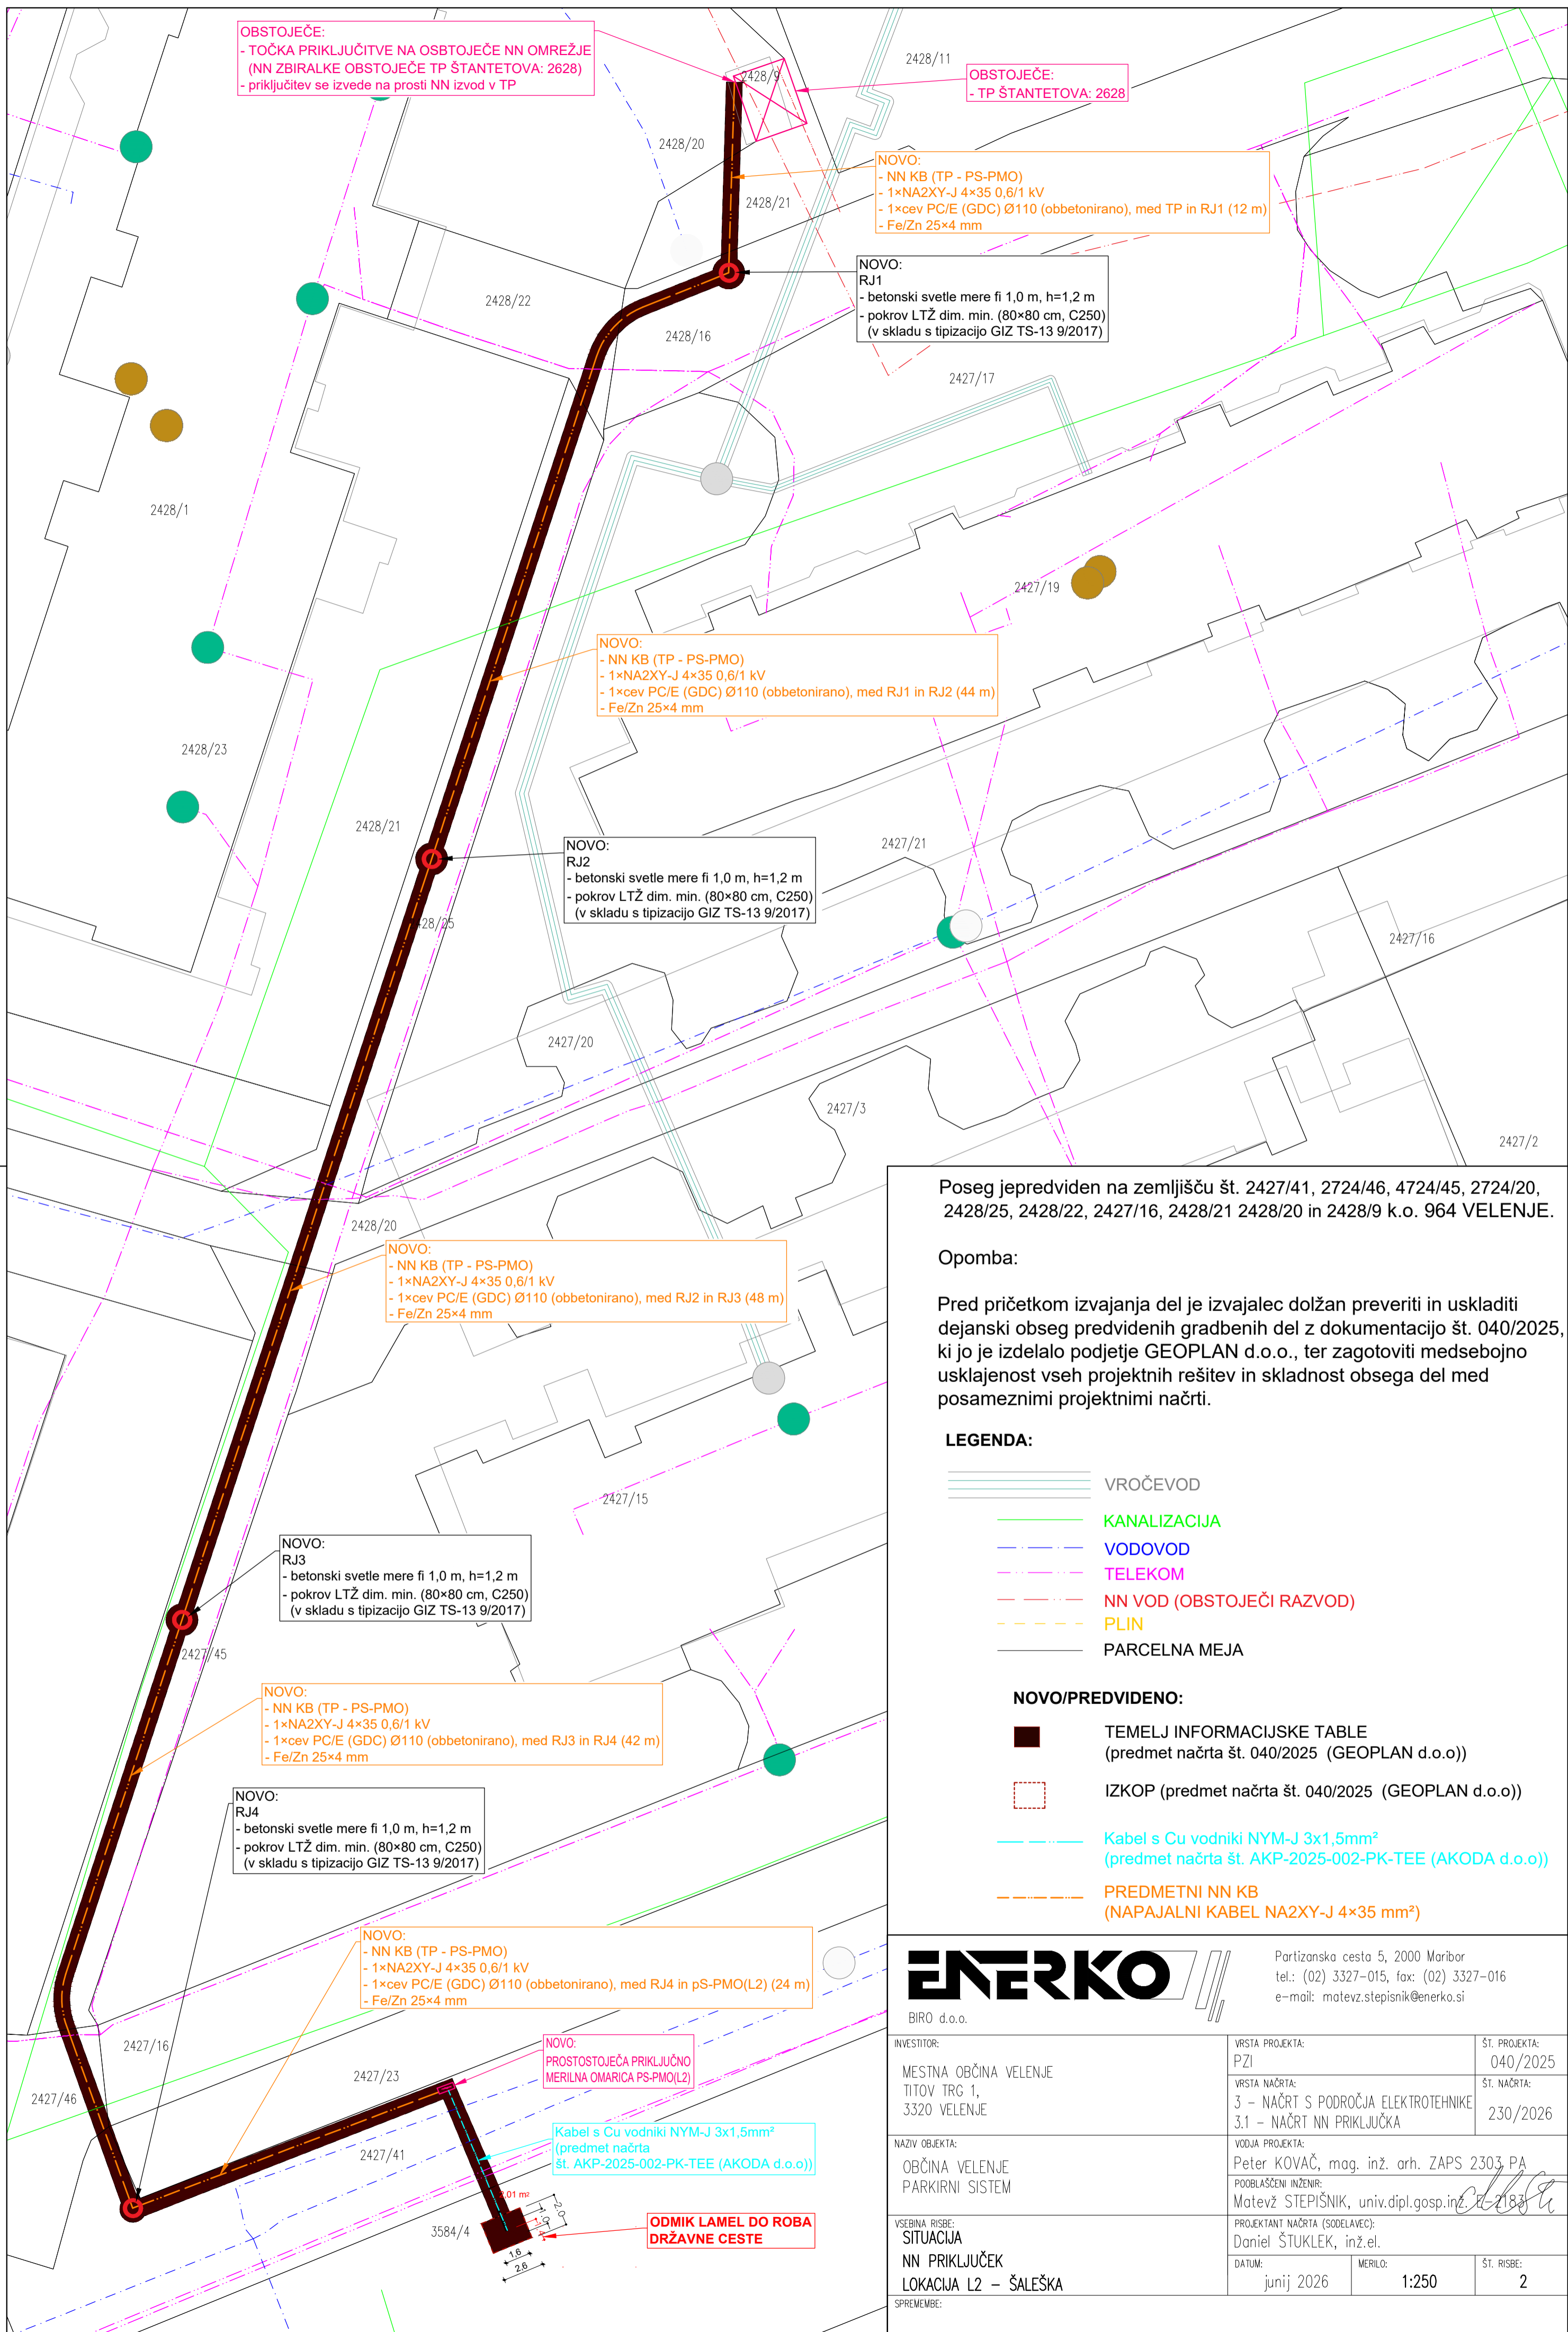 OBSTOJEČE:
- TOČKA PRIKLJUČITVE NA OSBTOJEČE NN OMREŽJE
(NN ZBIRALKE OBSTOJEČE TP ŠTANTETOVA: 2628)
- priključitev se izvede na prosti NN izvod v TP
2428/9
2428/11
OBSTOJEČE:
- TP ŠTANTETOVA: 2628
2428/20
NOVO:
- NN KB (TP - PS-PMO)
- 1×NA2XY-J 4×35 0,6/1 kV
- 1×cev PC/E (GDC) Ø110 (obbetonirano), med TP in RJ1 (12 m)
- Fe/Zn 25×4 mm
2428/21
NOVO:
RJ1
- betonski svetle mere fi 1,0 m, h=1,2 m
- pokrov LTŽ dim. min. (80×80 cm, C250)
(v skladu s tipizacijo GIZ TS-13 9/2017)
2428/22
2428/16
2427/17
2428/1
2427/19
NOVO:
- NN KB (TP - PS-PMO)
- 1×NA2XY-J 4×35 0,6/1 kV
- 1×cev PC/E (GDC) Ø110 (obbetonirano), med RJ1 in RJ2 (44 m)
- Fe/Zn 25×4 mm
2428/23
2428/21
NOVO:
RJ2
- betonski svetle mere fi 1,0 m, h=1,2 m
- pokrov LTŽ dim. min. (80×80 cm, C250)
(v skladu s tipizacijo GIZ TS-13 9/2017)
2427/21
428/25
2427/16
2427/20
2427/3
2427/2
2428/20
NOVO:
- NN KB (TP - PS-PMO)
- 1×NA2XY-J 4×35 0,6/1 kV
- 1×cev PC/E (GDC) Ø110 (obbetonirano), med RJ2 in RJ3 (48 m)
- Fe/Zn 25×4 mm
2427/15
NOVO:
RJ3
- betonski svetle mere fi 1,0 m, h=1,2 m
- pokrov LTŽ dim. min. (80×80 cm, C250)
(v skladu s tipizacijo GIZ TS-13 9/2017)
2427/45
NOVO:
- NN KB (TP - PS-PMO)
- 1×NA2XY-J 4×35 0,6/1 kV
- 1×cev PC/E (GDC) Ø110 (obbetonirano), med RJ3 in RJ4 (42 m)
- Fe/Zn 25×4 mm
NOVO:
RJ4
- betonski svetle mere fi 1,0 m, h=1,2 m
- pokrov LTŽ dim. min. (80×80 cm, C250)
(v skladu s tipizacijo GIZ TS-13 9/2017)
NOVO:
- NN KB (TP - PS-PMO)
- 1×NA2XY-J 4×35 0,6/1 kV
- 1×cev PC/E (GDC) Ø110 (obbetonirano), med RJ4 in pS-PMO(L2) (24 m)
- Fe/Zn 25×4 mm
2427/16
2427/46
2427/23
NOVO:
PROSTOSTOJEČA PRIKLJUČNO
MERILNA OMARICA PS-PMO(L2)
2427/41
Kabel s Cu vodniki NYM-J 3x1,5mm²
(predmet načrta
št. AKP-2025-002-PK-TEE (AKODA d.o.o))
.01 m²
1.0
2.0
1.4
3584/4
1.6
2.6
ODMIK LAMEL DO ROBA
DRŽAVNE CESTE
Poseg jepredviden na zemljišču št. 2427/41, 2724/46, 4724/45, 2724/20,
2428/25, 2428/22, 2427/16, 2428/21 2428/20 in 2428/9 k.o. 964 VELENJE.
Opomba:
Pred pričetkom izvajanja del je izvajalec dolžan preveriti in uskladiti
dejanski obseg predvidenih gradbenih del z dokumentacijo št. 040/2025,
ki jo je izdelalo podjetje GEOPLAN d.o.o., ter zagotoviti medsebojno
usklajenost vseh projektnih rešitev in skladnost obsega del med
posameznimi projektnimi načrti.
LEGENDA:
VROČEVOD
KANALIZACIJA
VODOVOD
TELEKOM
NN VOD (OBSTOJEČI RAZVOD)
PLIN
PARCELNA MEJA
NOVO/PREDVIDENO:
TEMELJ INFORMACIJSKE TABLE
(predmet načrta št. 040/2025 (GEOPLAN d.o.o))
IZKOP (predmet načrta št. 040/2025 (GEOPLAN d.o.o))
Kabel s Cu vodniki NYM-J 3x1,5mm²
(predmet načrta št. AKP-2025-002-PK-TEE (AKODA d.o.o))
PREDMETNI NN KB
(NAPAJALNI KABEL NA2XY-J 4×35 mm²)
ENERKO
BIRO d.o.o.
Partizanska cesta 5, 2000 Maribor
tel.: (02) 3327-015, fax: (02) 3327-016
e-mail: matevz.stepisnik@enerko.si
INVESTITOR:
MESTNA OBČINA VELENJE
TITOV TRG 1,
3320 VELENJE
VRSTA PROJEKTA:
PZI
ŠT. PROJEKTA:
040/2025
VRSTA NAČRTA:
3 – NAČRT S PODROČJA ELEKTROTEHNIKE
3.1 – NAČRT NN PRIKLJUČKA
ŠT. NAČRTA:
230/2026
NAZIV OBJEKTA:
OBČINA VELENJE
PARKIRNI SISTEM
VODJA PROJEKTA:
Peter KOVAČ, mag. inž. arh. ZAPS 2303 PA
POOBLAŠČENI INŽENIR:
Matevž STEPIŠNIK, univ.dipl.gosp.inž. E-2183
VSEBINA RISBE:
SITUACIJA
NN PRIKLJUČEK
LOKACIJA L2 – ŠALEŠKA
PROJEKTANT NAČRTA (SODELAVEC):
Daniel ŠTUKLEK, inž.el.
DATUM:
junij 2026
MERILO:
1:250
ŠT. RISBE:
2
SPREMEMBE: